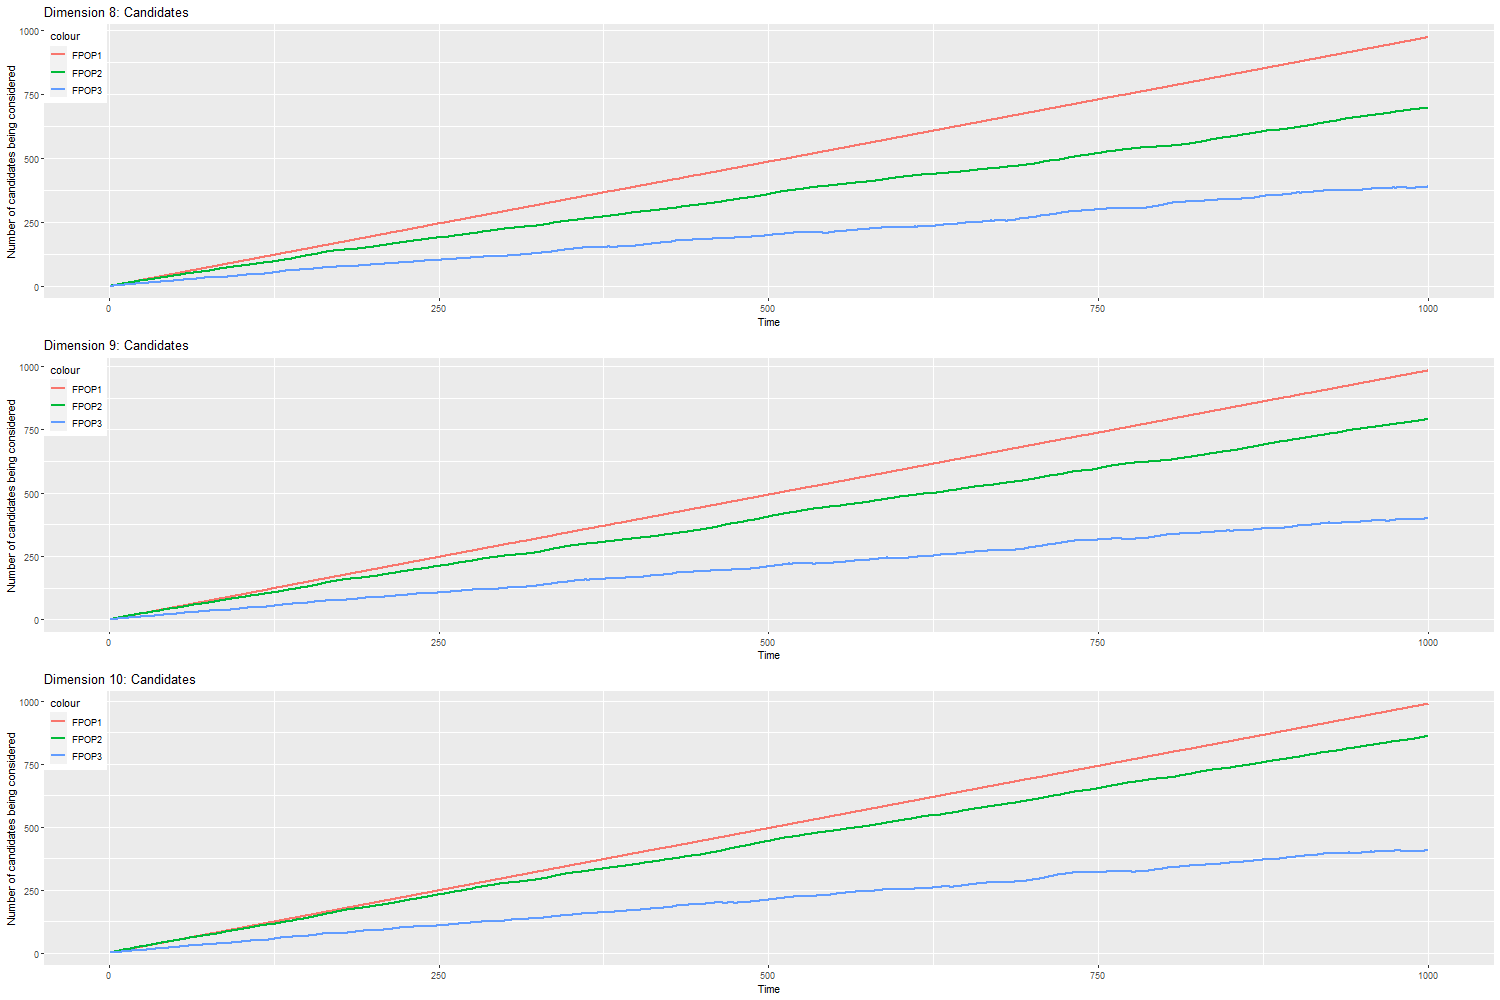 Dimension 8: Candidates
Number of candidates being considered
1000
750
500
250
0
colour
FPOP1
FPOP2
FPOP3
0 250 500 750 1000
Time
Dimension 9: Candidates
Number of candidates being considered
1000
750
500
250
0
colour
FPOP1
FPOP2
FPOP3
0 250 500 750 1000
Time
Dimension 10: Candidates
Number of candidates being considered
1000
750
500
250
0
colour
FPOP1
FPOP2
FPOP3
0 250 500 750 1000
Time